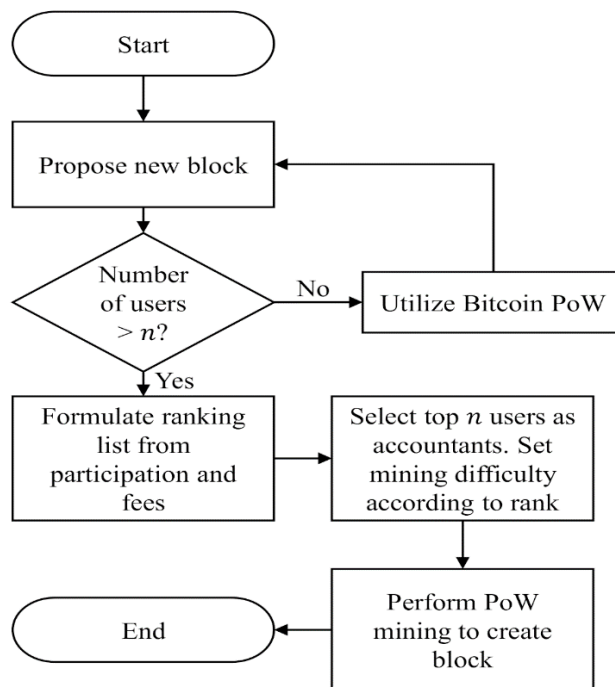 Start
Propose new block
Number
of users
> n?
No
Utilize Bitcoin PoW
Yes
Formulate ranking
list from
participation and
fees
Select top n users as
accountants. Set
mining difficulty
according to rank
Perform PoW
mining to create
block
End